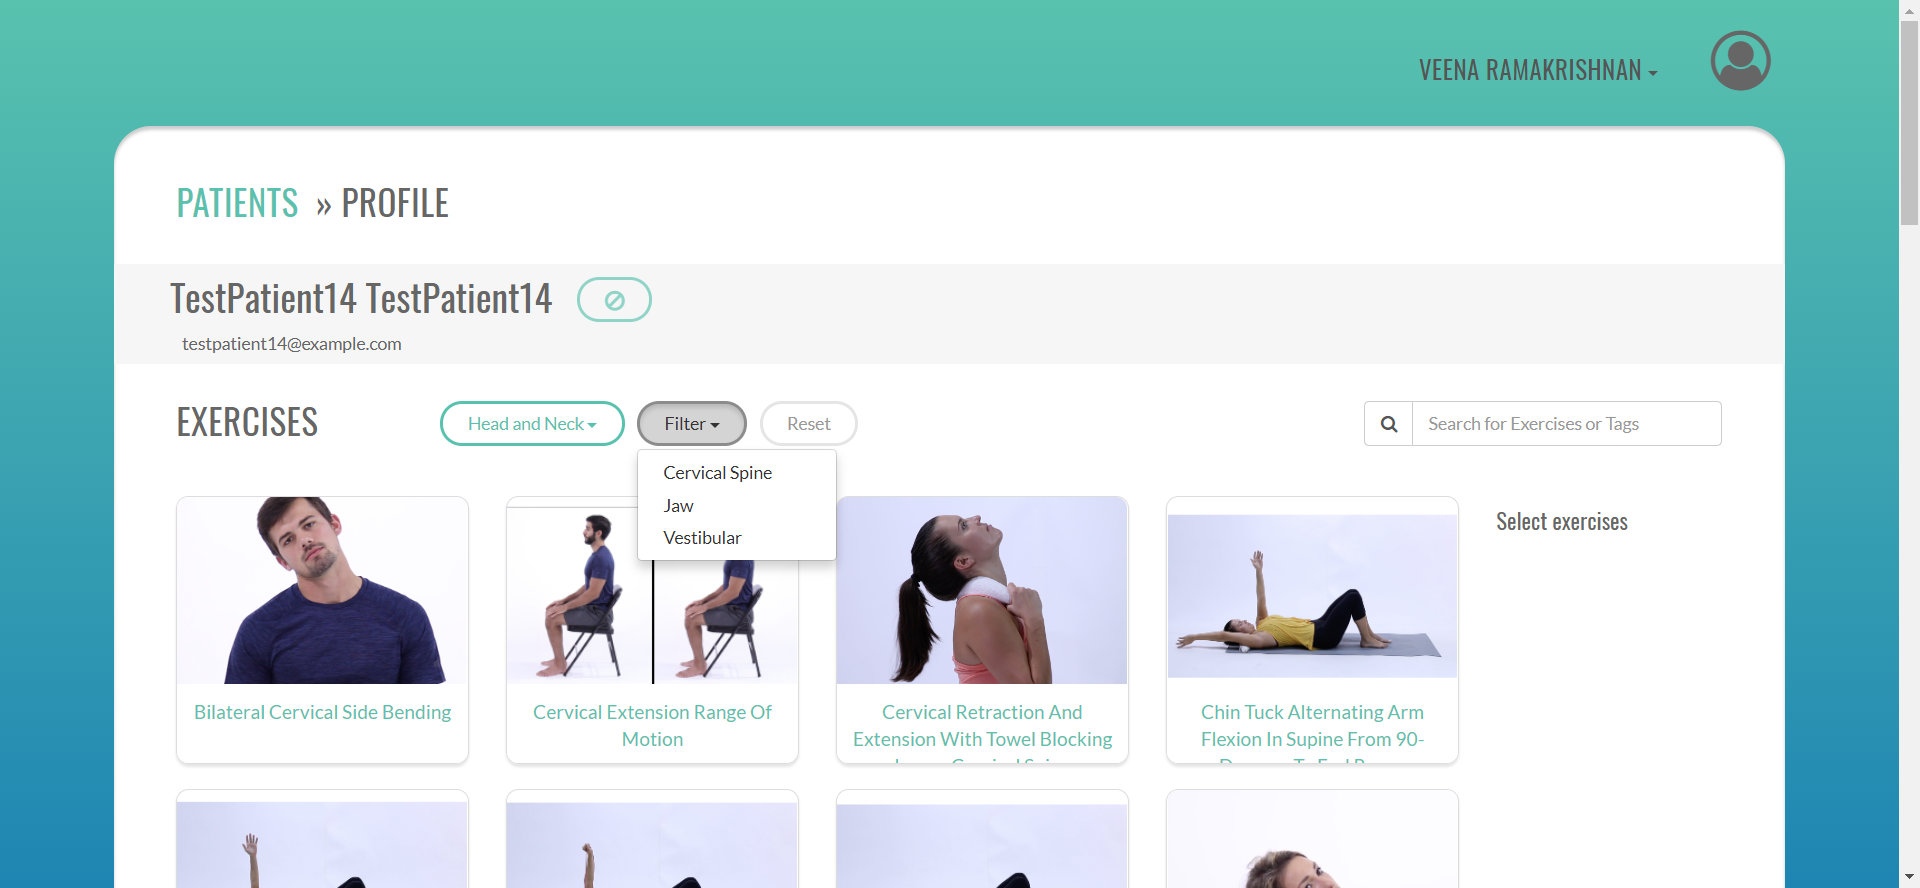 VEENA RAMAKRISHNAN
PATIENTS » PROFILE
TestPatient14 TestPatient14
testpatient14@example.com
EXERCISES
Head and Neck
Filter
Reset
Search for Exercises or Tags
Cervical Spine
Jaw
Vestibular
Select exercises
Bilateral Cervical Side Bending
Cervical Extension Range Of
Motion
Cervical Retraction And
Extension With Towel Blocking
Chin Tuck Alternating Arm
Flexion In Supine From 90-